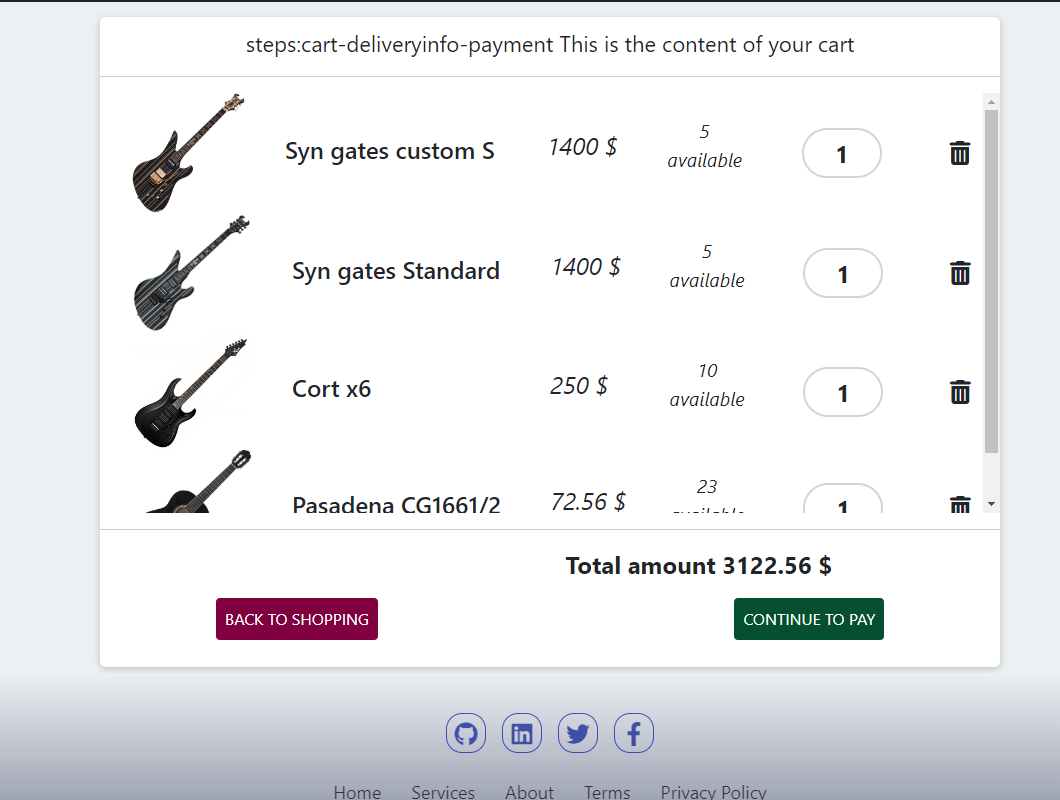 steps:cart-deliveryinfo-payment This is the content of your cart
Syn gates custom S
1400 $
5
available
1
Syn gates Standard
1400 $
5
available
1
Cort x6
250 $
10
available
1
Pasadena CG1661/2
72.56 $
23
available
1
Total amount 3122.56 $
BACK TO SHOPPING
CONTINUE TO PAY
Home Services About Terms Privacy Policy